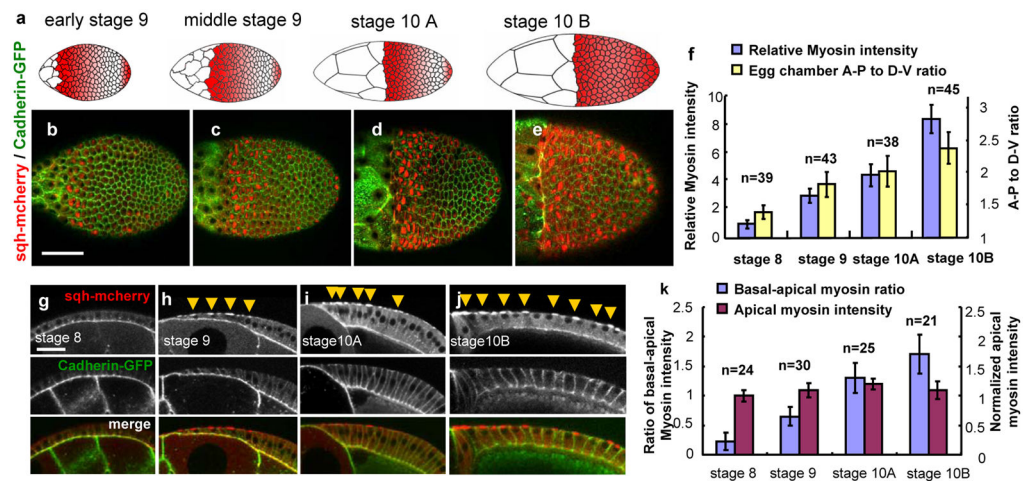 a
early stage 9
middle stage 9
stage 10 A
stage 10 B
sqh-mcherry / Cadherin-GFP
b
c
d
e
f
Relative Myosin intensity
Egg chamber A-P to D-V ratio
Relative Myosin intensity
10
8
6
4
2
0
n=39
n=43
n=38
n=45
3
2.5
2
1.5
1
A-P to D-V ratio
stage 8
stage 9
stage 10A
stage 10B
g
sqh-mcherry
stage 8
h
stage 9
i
stage10A
j
stage10B
Cadherin-GFP
merge
k
Basal-apical myosin ratio
Apical myosin intensity
Ratio of basal-apical
Myosin intensity
2.5
2
1.5
1
0.5
0
n=24
n=30
n=25
n=21
2.5
2
1.5
1
0.5
0
Normalized apical
myosin intensity
stage 8
stage 9
stage 10A
stage 10B